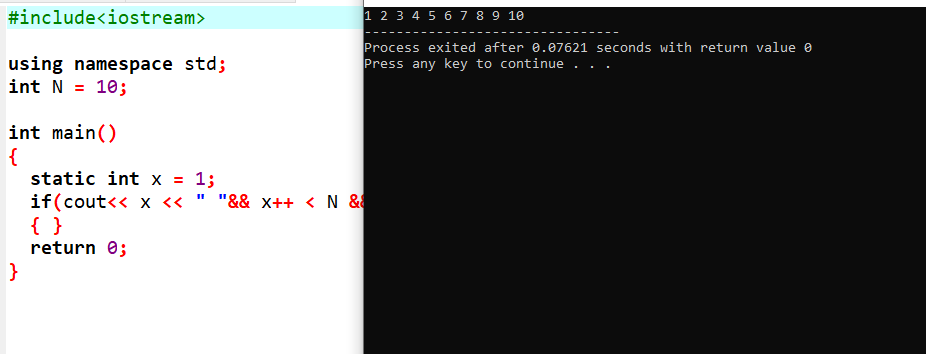 #include<iostream>
using namespace std;
int N = 10;
int main()
{
static int x = 1;
if(cout<< x << " "&& x++ < N &&
{ }
return 0;
}
1 2 3 4 5 6 7 8 9 10
--------------------------------
Process exited after 0.07621 seconds with return value 0
Press any key to continue . . .